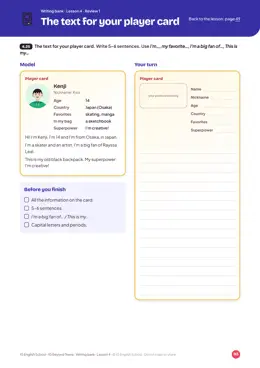 Writing bank · Lesson 4 · Review 1
The text for your player card
Back to the lesson: page
The text for your player card. Write 5–6 sentences. Use I'm..., my favorite..., I'm a big fan of..., This is my...
Model
Player card
Kenji
Age 14
Country Japan (Osaka)
Favorites skating, manga
In my bag a sketchbook
Superpower I'm creative!
Hi! I'm Kenji. I'm 14 and I'm from Osaka, in Japan.
I'm a skater and an artist. I'm a big fan of Rayssa Leal.
This is my old black backpack. My superpower: I'm creative!
Before you finish
All the information on the card.
5–6 sentences.
I'm a big fan of... / This is my...
Capital letters and periods.
Your turn
Player card
Name
Nickname
Age
Country
Favorites
Superpower